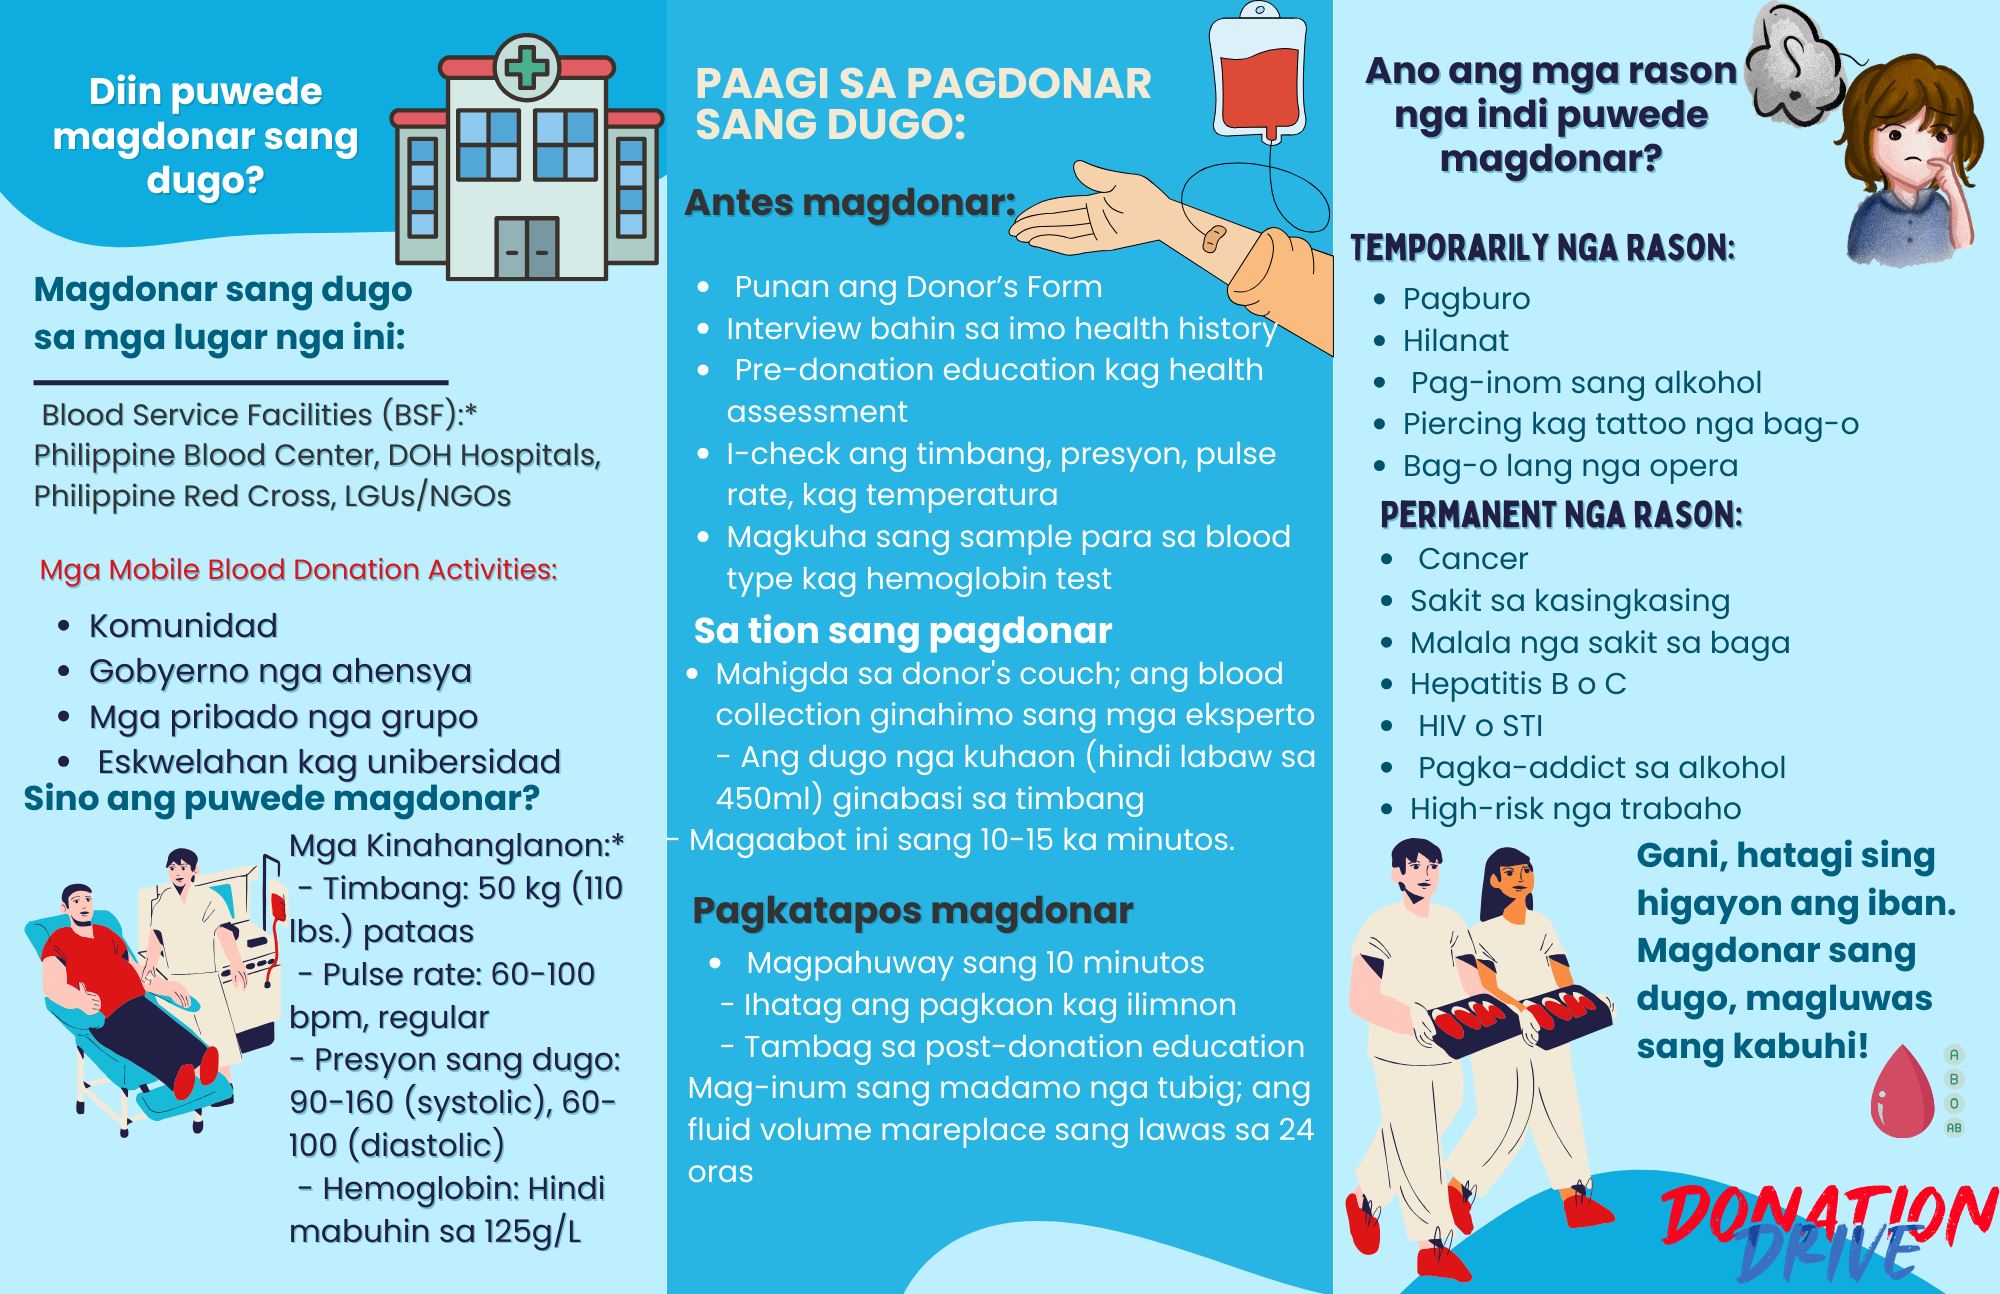 Diin puwede
magdonar sang
dugo?
Magdonar sang dugo
sa mga lugar nga ini:
Blood Service Facilities (BSF):*
Philippine Blood Center, DOH Hospitals,
Philippine Red Cross, LGUs/NGOs
Mga Mobile Blood Donation Activities:
• Komunidad
• Gobyerno nga ahensya
• Mga pribado nga grupo
• Eskwelahan kag unibersidad
Sino ang puwede magdonar?
Mga Kinahanglanon:*
- Timbang: 50 kg (110
lbs.) pataas
- Pulse rate: 60-100
bpm, regular
- Presyon sang dugo:
90-160 (systolic), 60-
100 (diastolic)
- Hemoglobin: Hindi
mabuhin sa 125g/L
PAAGI SA PAGDONAR
SANG DUGO:
Antes magdonar:
• Punan ang Donor’s Form
• Interview bahin sa imo health history
• Pre-donation education kag health
assessment
• I-check ang timbang, presyon, pulse
rate, kag temperatura
• Magkuha sang sample para sa blood
type kag hemoglobin test
Sa tion sang pagdonar
• Mahigda sa donor's couch; ang blood
collection ginahimo sang mga eksperto
- Ang dugo nga kuhaon (hindi labaw sa
450ml) ginabasi sa timbang
- Magaabot ini sang 10-15 ka minutos.
Pagkatapos magdonar
• Magpahuway sang 10 minutos
- Ihatag ang pagkaon kag ilimnon
- Tambag sa post-donation education
Mag-inum sang madamo nga tubig; ang
fluid volume mareplace sang lawas sa 24
oras
Ano ang mga rason
nga indi puwede
magdonar?
TEMPORARILY NGA RASON:
• Pagburo
• Hilanat
• Pag-inom sang alkohol
• Piercing kag tattoo nga bag-o
• Bag-o lang nga opera
PERMANENT NGA RASON:
• Cancer
• Sakit sa kasingkasing
• Malala nga sakit sa baga
• Hepatitis B o C
• HIV o STI
• Pagka-addict sa alkohol
• High-risk nga trabaho
Gani, hatagi sing
higayon ang iban.
Magdonar sang
dugo, magluwas
sang kabuhi!
A
B
O
AB
DONATION
DRIVE